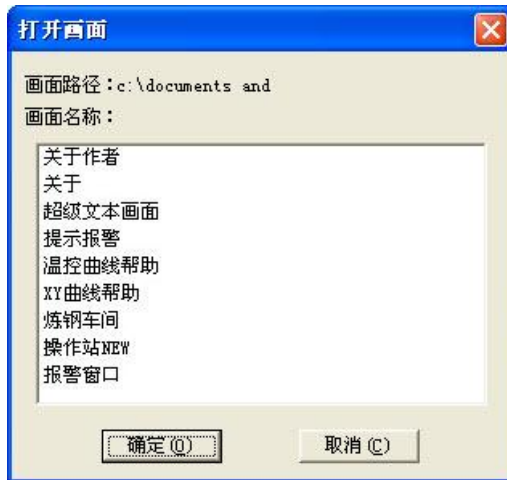 打开画面
画面路径：c:\documents and
画面名称：
关于作者
关于
超级文本画面
提示报警
温控曲线帮助
XY曲线帮助
炼钢车间
操作站NEW
报警窗口
确定(O) 取消(C)